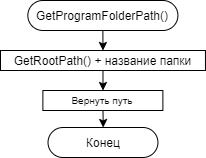 GetProgramFolderPath()
GetRootPath() + название папки
Вернуть путь
Конец